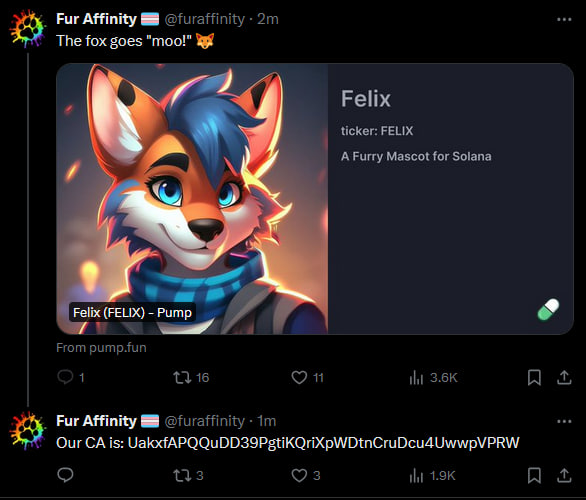 Fur Affinity @furaffinity · 2m
The fox goes "moo!" 🦊
Felix
ticker: FELIX
A Furry Mascot for Solana
Felix (FELIX) - Pump
From pump.fun
1 16 11 3.6K
Fur Affinity @furaffinity · 1m
Our CA is: UakxfAPQQuDD39PgtiKQriXpWDtnCruDcu4UwwpVPRW
3 3 1.9K